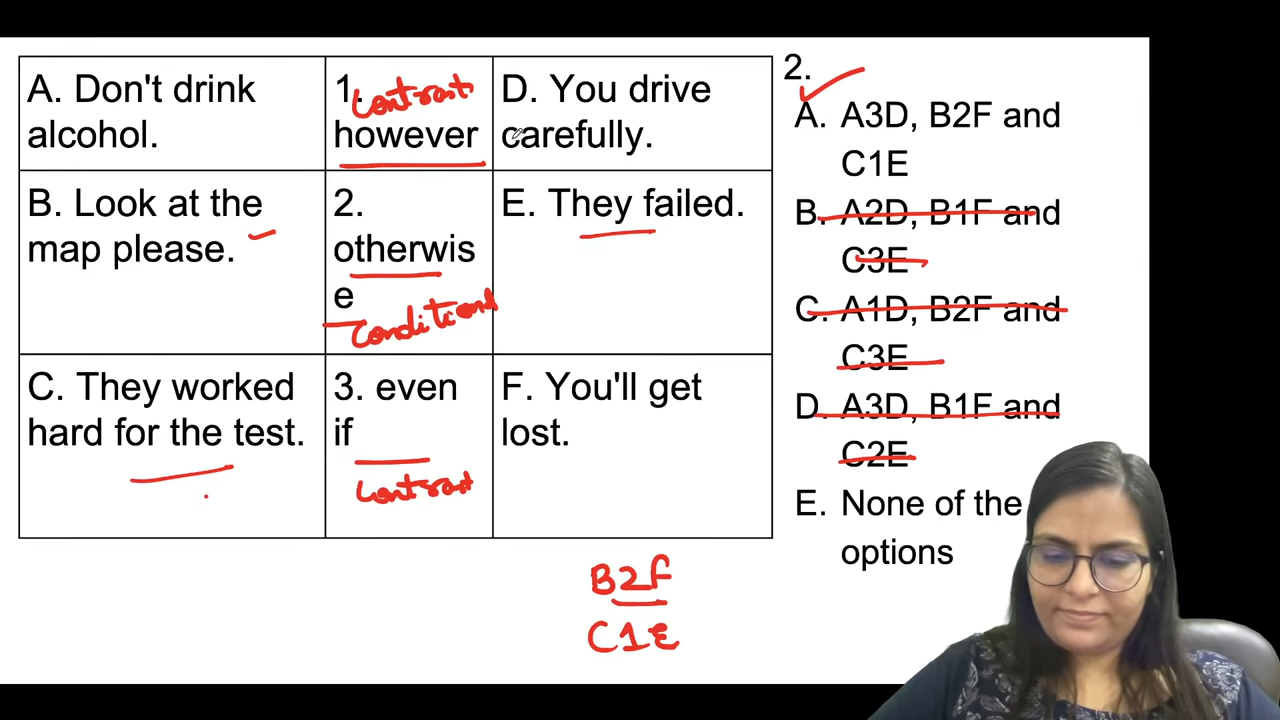 A. Don't drink
alcohol.
1.
contrast
however
D. You drive
carefully.
B. Look at the
map please.
2.
otherwis
e
conditional
E. They failed.
C. They worked
hard for the test.
3. even
if
contrast
F. You'll get
lost.
B2F
C1E
2.
A. A3D, B2F and
C1E
B. A2D, B1F and
C3E
C. A1D, B2F and
C3E
D. A3D, B1F and
C2E
E. None of the
options